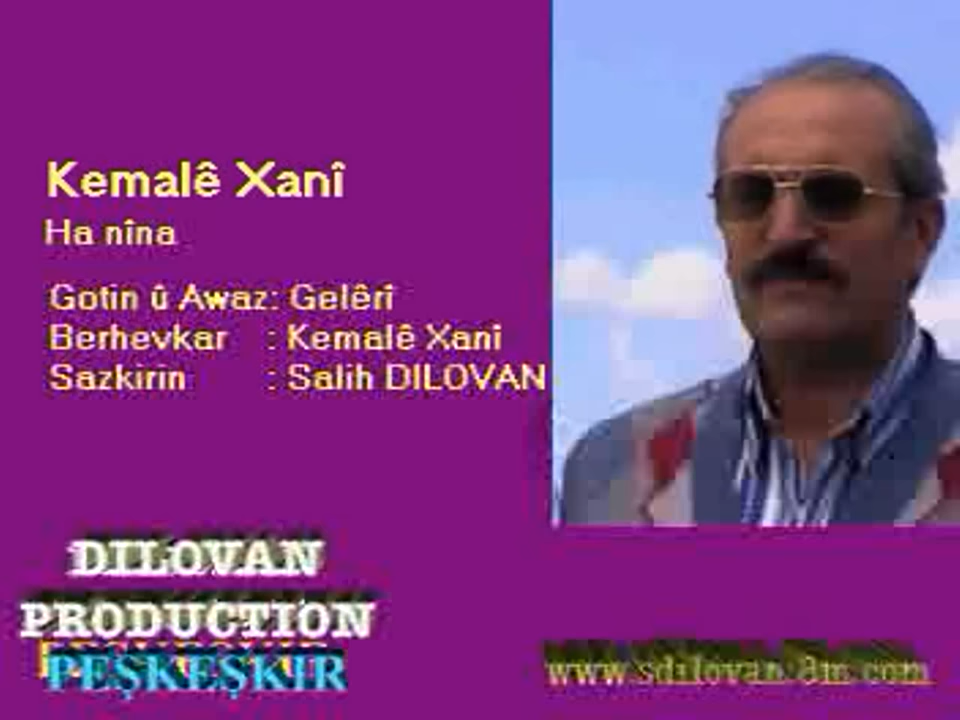 Kemalê Xanî
Ha nîna
Gotin û Awaz: Gelêrî
Berhevkar : Kemalê Xanî
Sazkirin : Salih DILOVAN
DILOVAN
PRODUCTION
PEŞKEŞKIR
www.sdilovan.8m.com